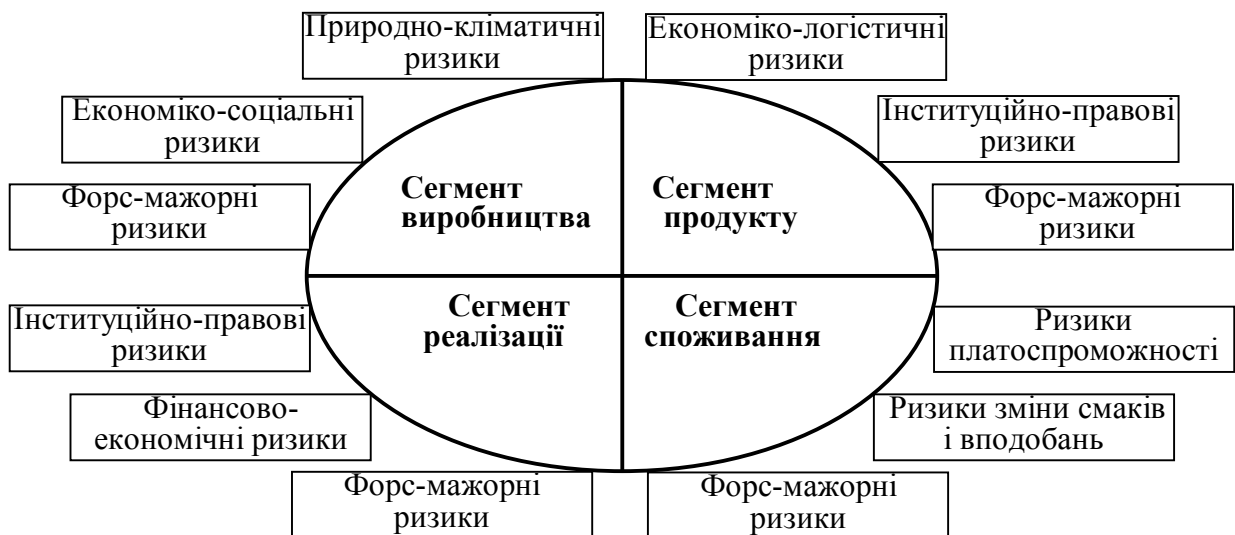 Природно-кліматичні
ризики
Економіко-логістичні
ризики
Економіко-соціальні
ризики
Інституційно-правові
ризики
Форс-мажорні
ризики
Сегмент
виробництва
Сегмент
продукту
Форс-мажорні
ризики
Інституційно-правові
ризики
Сегмент
реалізації
Сегмент
споживання
Ризики
платоспроможності
Фінансово-
економічні ризики
Ризики зміни смаків
і вподобань
Форс-мажорні
ризики
Форс-мажорні
ризики